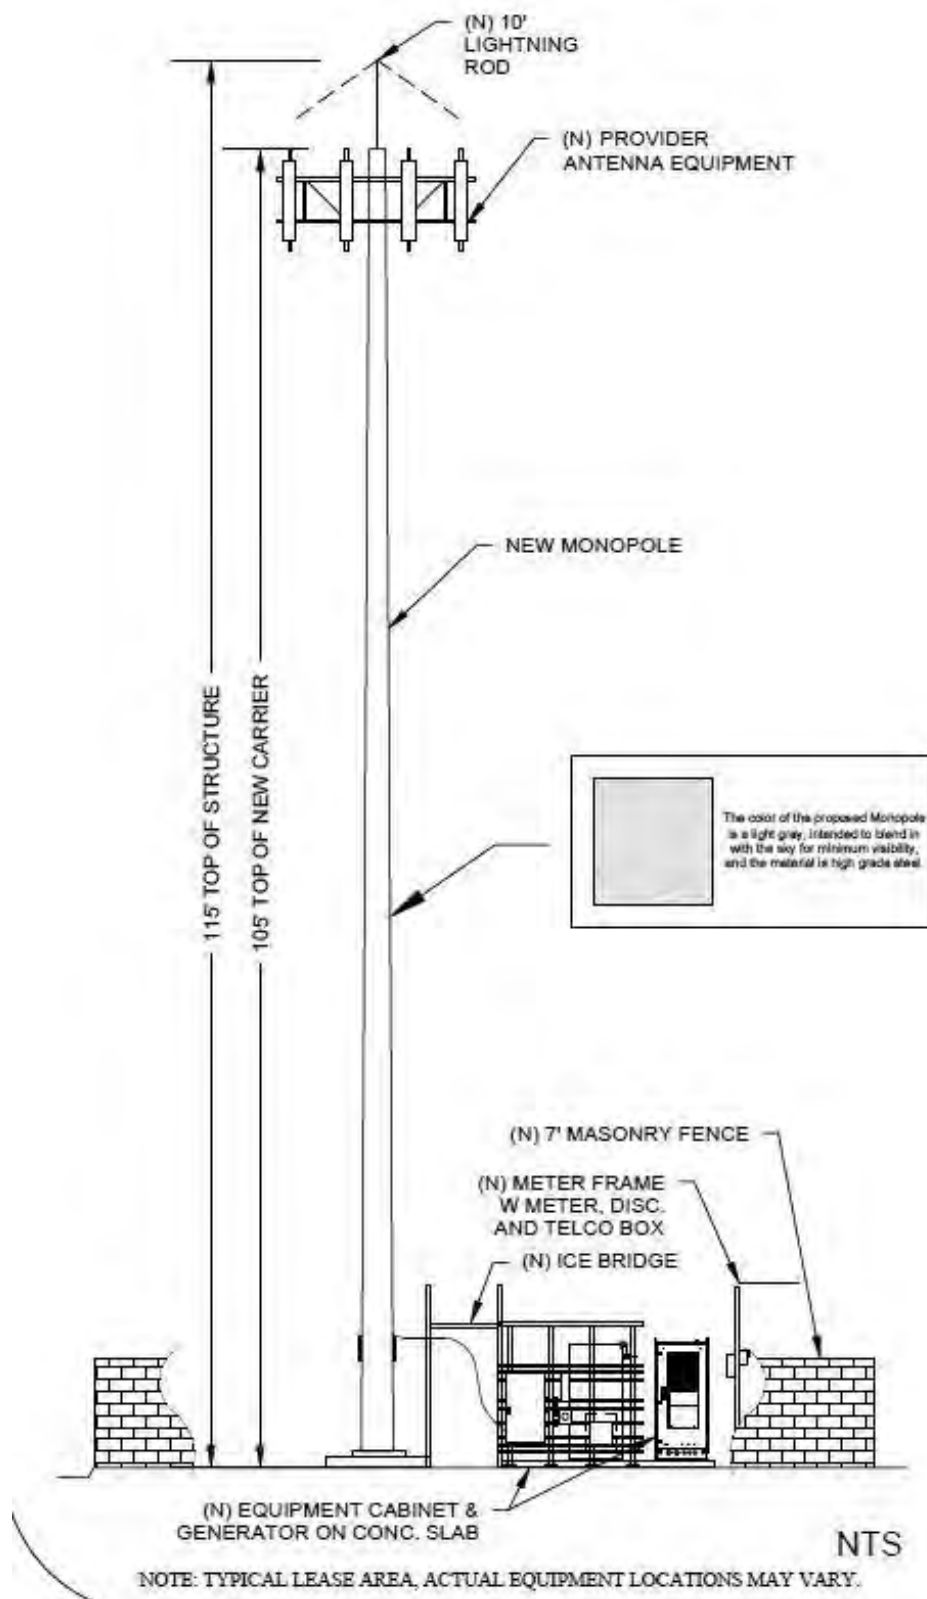 (N) 10'
LIGHTNING
ROD
(N) PROVIDER
ANTENNA EQUIPMENT
NEW MONOPOLE
115' TOP OF STRUCTURE
105' TOP OF NEW CARRIER
The color of the proposed Monopole
is a light gray, intended to blend in
with the sky for minimum visibility,
and the material is high grade steel.
(N) 7' MASONRY FENCE
(N) METER FRAME
W METER, DISC.
AND TELCO BOX
(N) ICE BRIDGE
(N) EQUIPMENT CABINET &
GENERATOR ON CONC. SLAB
NTS
NOTE: TYPICAL LEASE AREA, ACTUAL EQUIPMENT LOCATIONS MAY VARY.